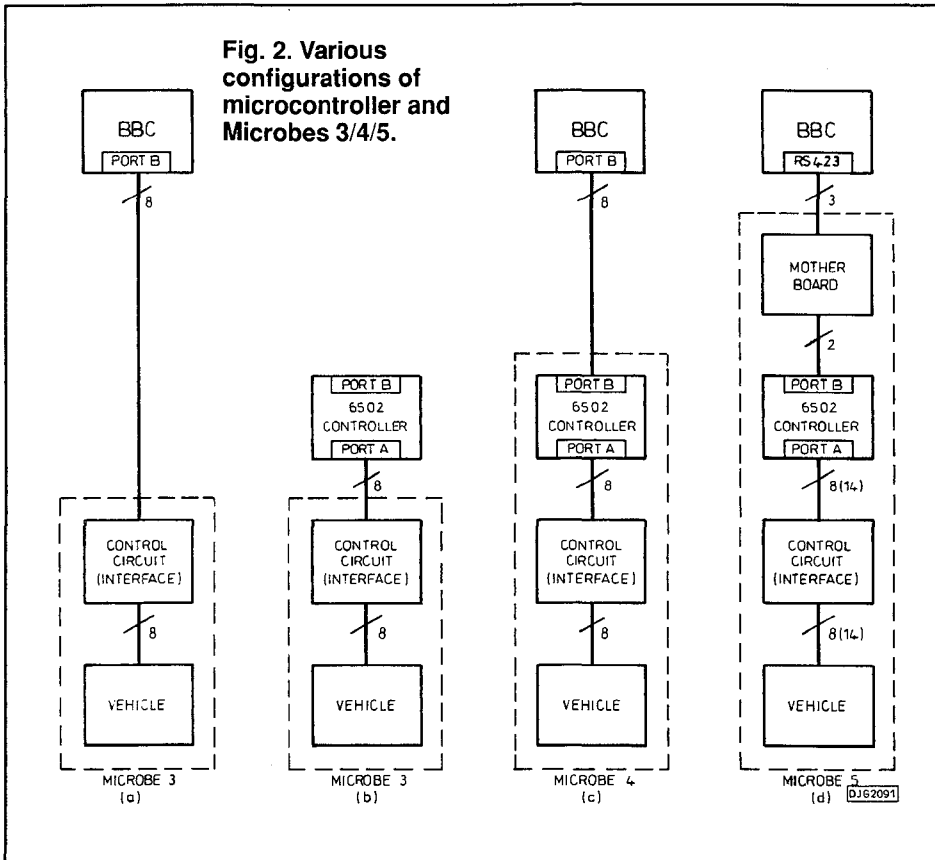 Fig. 2. Various
configurations of
microcontroller and
Microbes 3/4/5.
BBC
PORT B
8
CONTROL
CIRCUIT
(INTERFACE)
8
VEHICLE
MICROBE 3
(a)
PORT B
6502
CONTROLLER
PORT A
8
CONTROL
CIRCUIT
(INTERFACE)
8
VEHICLE
MICROBE 3
(b)
BBC
PORT B
8
PORT B
6502
CONTROLLER
PORT A
8
CONTROL
CIRCUIT
(INTERFACE)
8
VEHICLE
MICROBE 4
(c)
BBC
RS423
3
MOTHER
BOARD
2
PORT B
6502
CONTROLLER
PORT A
8(14)
CONTROL
CIRCUIT
(INTERFACE)
8(14)
VEHICLE
MICROBE 5
(d)
DJ62091